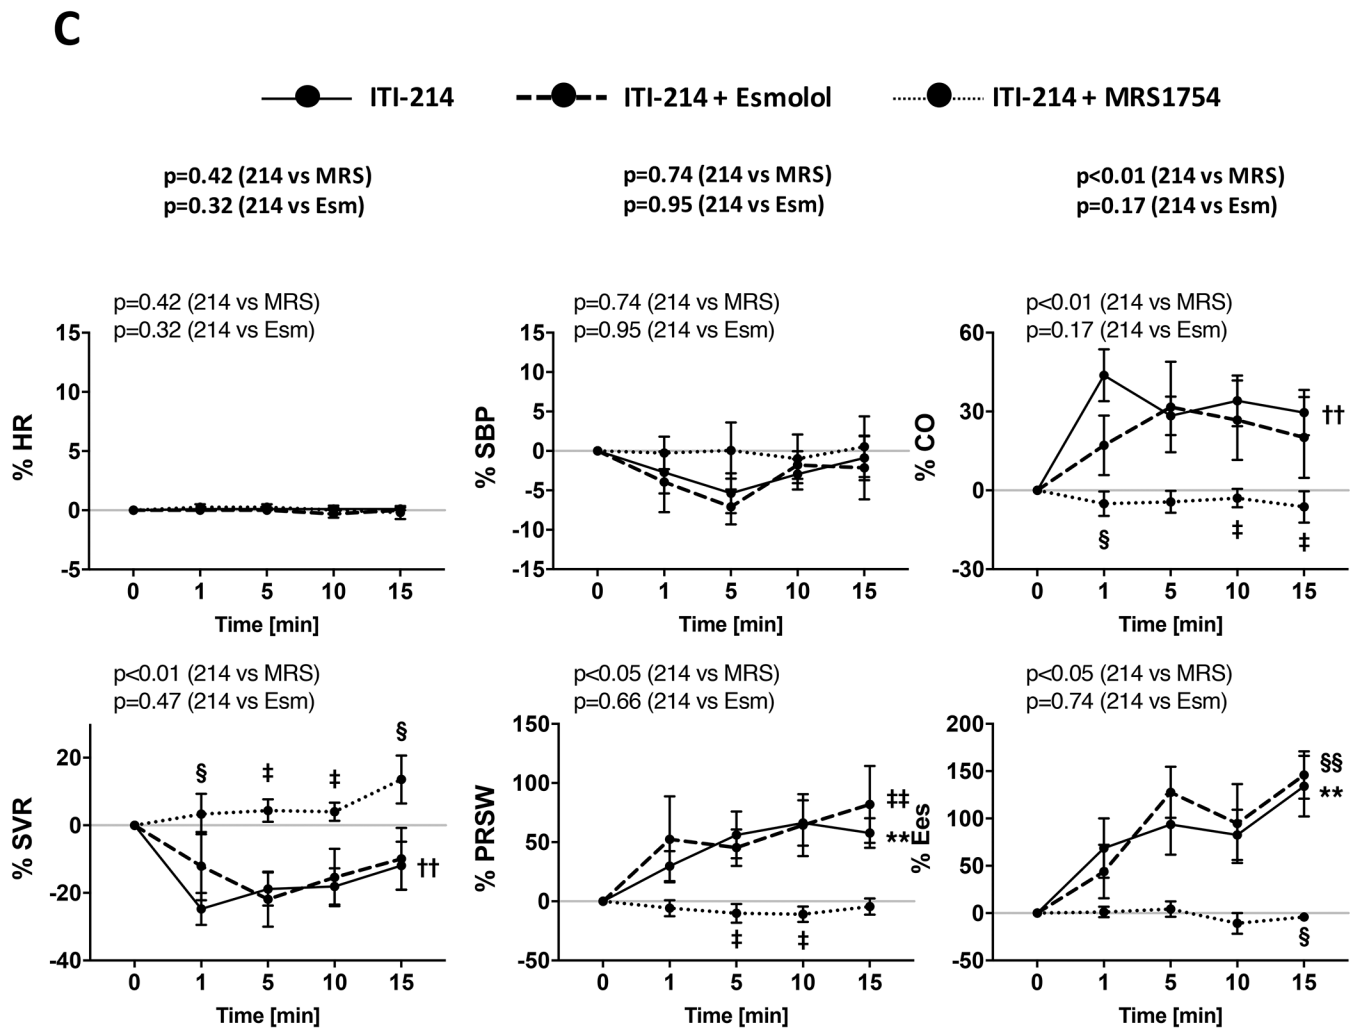 C
ITI-214
ITI-214 + Esmolol
ITI-214 + MRS1754
p=0.42 (214 vs MRS)
p=0.32 (214 vs Esm)
p=0.74 (214 vs MRS)
p=0.95 (214 vs Esm)
p<0.01 (214 vs MRS)
p=0.17 (214 vs Esm)
p=0.42 (214 vs MRS)
p=0.32 (214 vs Esm)
% HR
15
10
5
0
-5
0 1 5 10 15
Time [min]
p=0.74 (214 vs MRS)
p=0.95 (214 vs Esm)
% SBP
15
10
5
0
-5
-10
-15
0 1 5 10 15
Time [min]
p<0.01 (214 vs MRS)
p=0.17 (214 vs Esm)
% CO
60
30
0
-30
††
§ ‡ ‡
0 1 5 10 15
Time [min]
p<0.01 (214 vs MRS)
p=0.47 (214 vs Esm)
% SVR
20
0
-20
-40
§ ‡ ‡ §
††
0 1 5 10 15
Time [min]
p<0.05 (214 vs MRS)
p=0.66 (214 vs Esm)
% PRSW
150
100
50
0
-50
‡‡
**
‡ ‡
0 1 5 10 15
Time [min]
p<0.05 (214 vs MRS)
p=0.74 (214 vs Esm)
% Ees
200
150
100
50
0
-50
§§
**
§
0 1 5 10 15
Time [min]